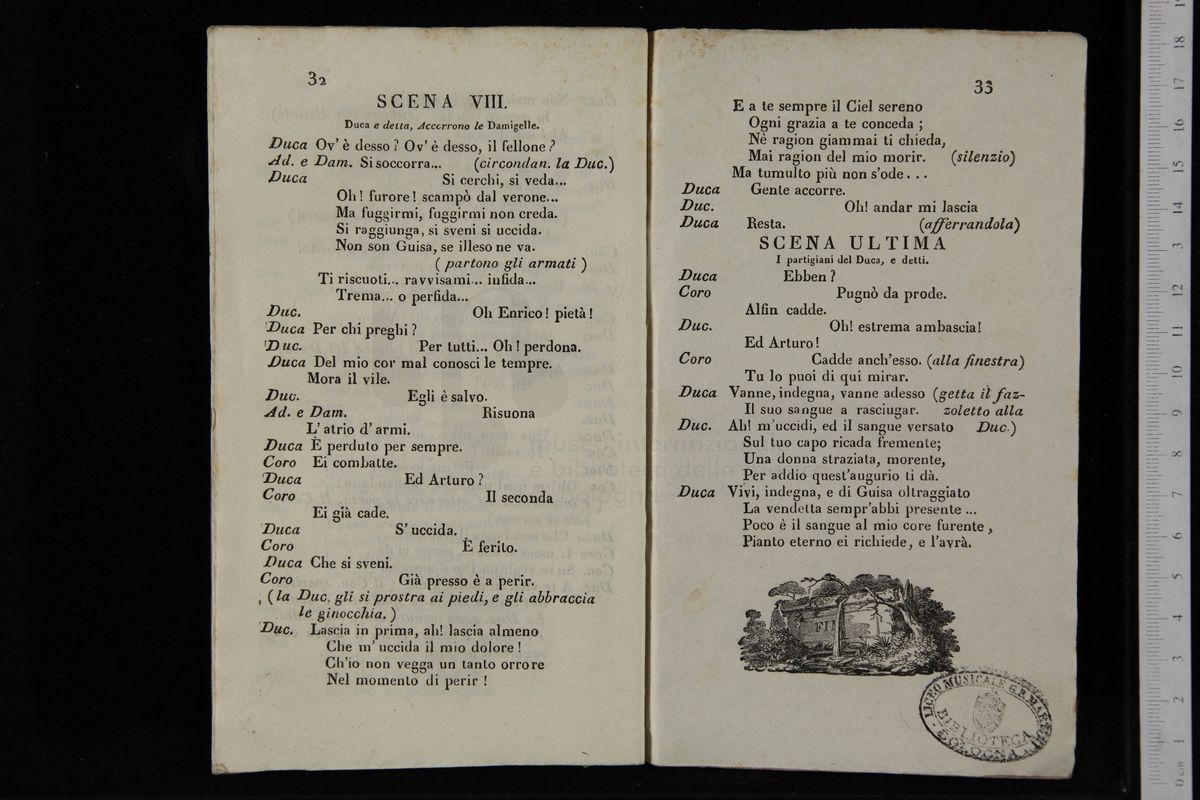 32
SCENA VIII.
Duca e detta, Accorrono le Damigelle.
Duca Ov' è desso? Ov' è desso, il fellone?
Ad. e Dam. Si soccorra... (circondan. la Duc.)
Duca Si cerchi, si veda...
Oh! furore! scampò dal verone...
Ma fuggirmi, fuggirmi non creda.
Si raggiunga, si sveni si uccida.
Non son Guisa, se illeso ne va.
( partono gli armati )
Ti riscuoti... ravvisami... infida...
Trema... o perfida...
Duc. Oh Enrico! pietà!
Duca Per chi preghi?
Duc. Per tutti... Oh! perdona.
Duca Del mio cor mal conosci le tempre.
Mora il vile.
Duc. Egli è salvo.
Ad. e Dam. Risuona
L' atrio d' armi.
Duca È perduto per sempre.
Coro Ei combatte.
Duca Ed Arturo?
Coro Il seconda
Ei già cade.
Duca S' uccida.
Coro È ferito.
Duca Che si sveni.
Coro Già presso è a perir.
( la Duc. gli si prostra ai piedi, e gli abbraccia
le ginocchia. )
Duc. Lascia in prima, ah! lascia almeno
Che m' uccida il mio dolore!
Ch'io non vegga un tanto orrore
Nel momento di perir!
33
E a te sempre il Ciel sereno
Ogni grazia a te conceda;
Nè ragion giammai ti chieda,
Mai ragion del mio morir. (silenzio)
Ma tumulto più non s'ode...
Duca Gente accorre.
Duc. Oh! andar mi lascia
Duca Resta. (afferrandola)
SCENA ULTIMA
I partigiani del Duca, e detti.
Duca Ebben?
Coro Pugnò da prode.
Alfin cadde.
Duc. Oh! estrema ambascia!
Ed Arturo!
Coro Cadde anch'esso. (alla finestra)
Tu lo puoi di qui mirar.
Duca Vanne, indegna, vanne adesso (getta il faz-
Il suo sangue a rasciugar. zoletto alla
Duc. Ah! m'uccidi, ed il sangue versato Duc.)
Sul tuo capo ricada fremente;
Una donna straziata, morente,
Per addio quest'augurio ti dà.
Duca Vivi, indegna, e di Guisa oltraggiato
La vendetta sempr'abbi presente...
Poco è il sangue al mio core furente,
Pianto eterno ei richiede, e l'avrà.
FINE
LICEO MUSICALE G.B. MARTINI
BIBLIOTECA
BOLOGNA